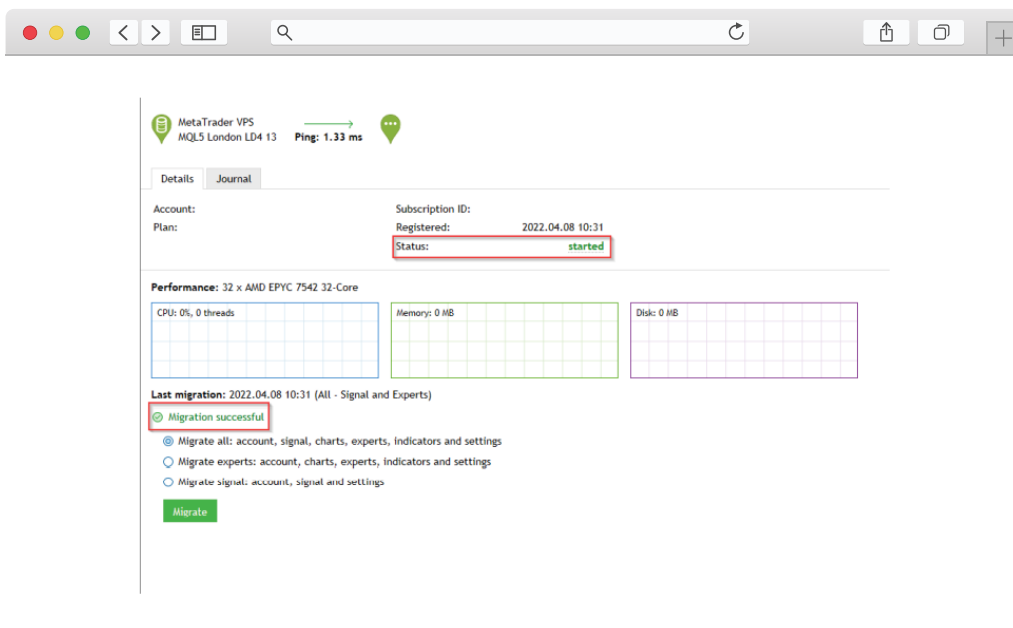 MetaTrader VPS
MQL5 London LD4 13 Ping: 1.33 ms
Details Journal
Account: Subscription ID:
Plan: Registered: 2022.04.08 10:31
Status: started
Performance: 32 x AMD EPYC 7542 32-Core
CPU: 0%, 0 threads Memory: 0 MB Disk: 0 MB
Last migration: 2022.04.08 10:31 (All - Signal and Experts)
Migration successful
Migrate all: account, signal, charts, experts, indicators and settings
Migrate experts: account, charts, experts, indicators and settings
Migrate signal: account, signal and settings
Migrate